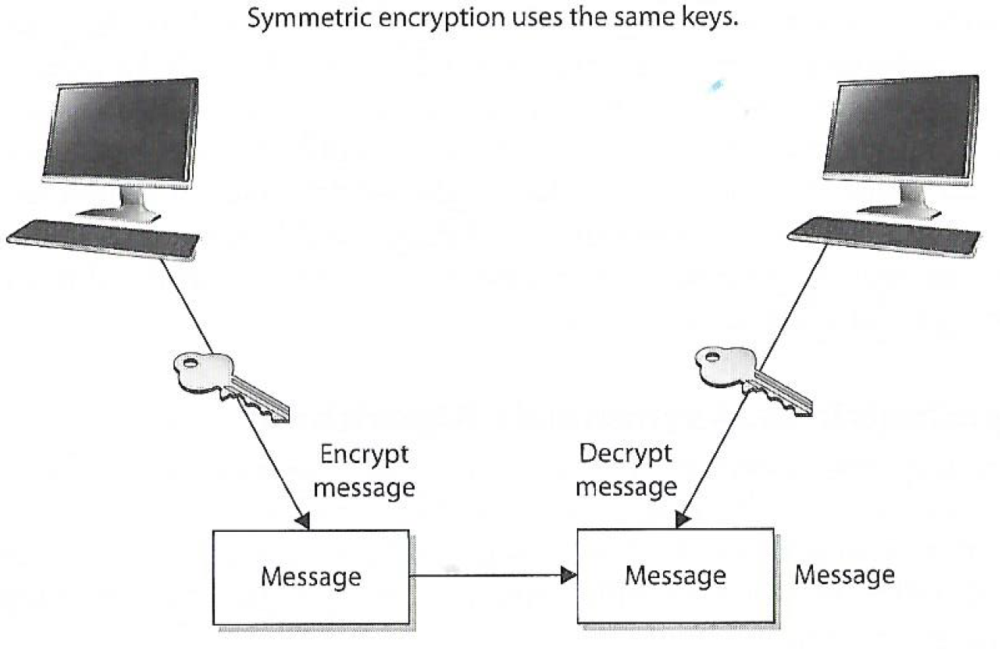 Symmetric encryption uses the same keys.
Encrypt
message
Decrypt
message
Message
Message
Message